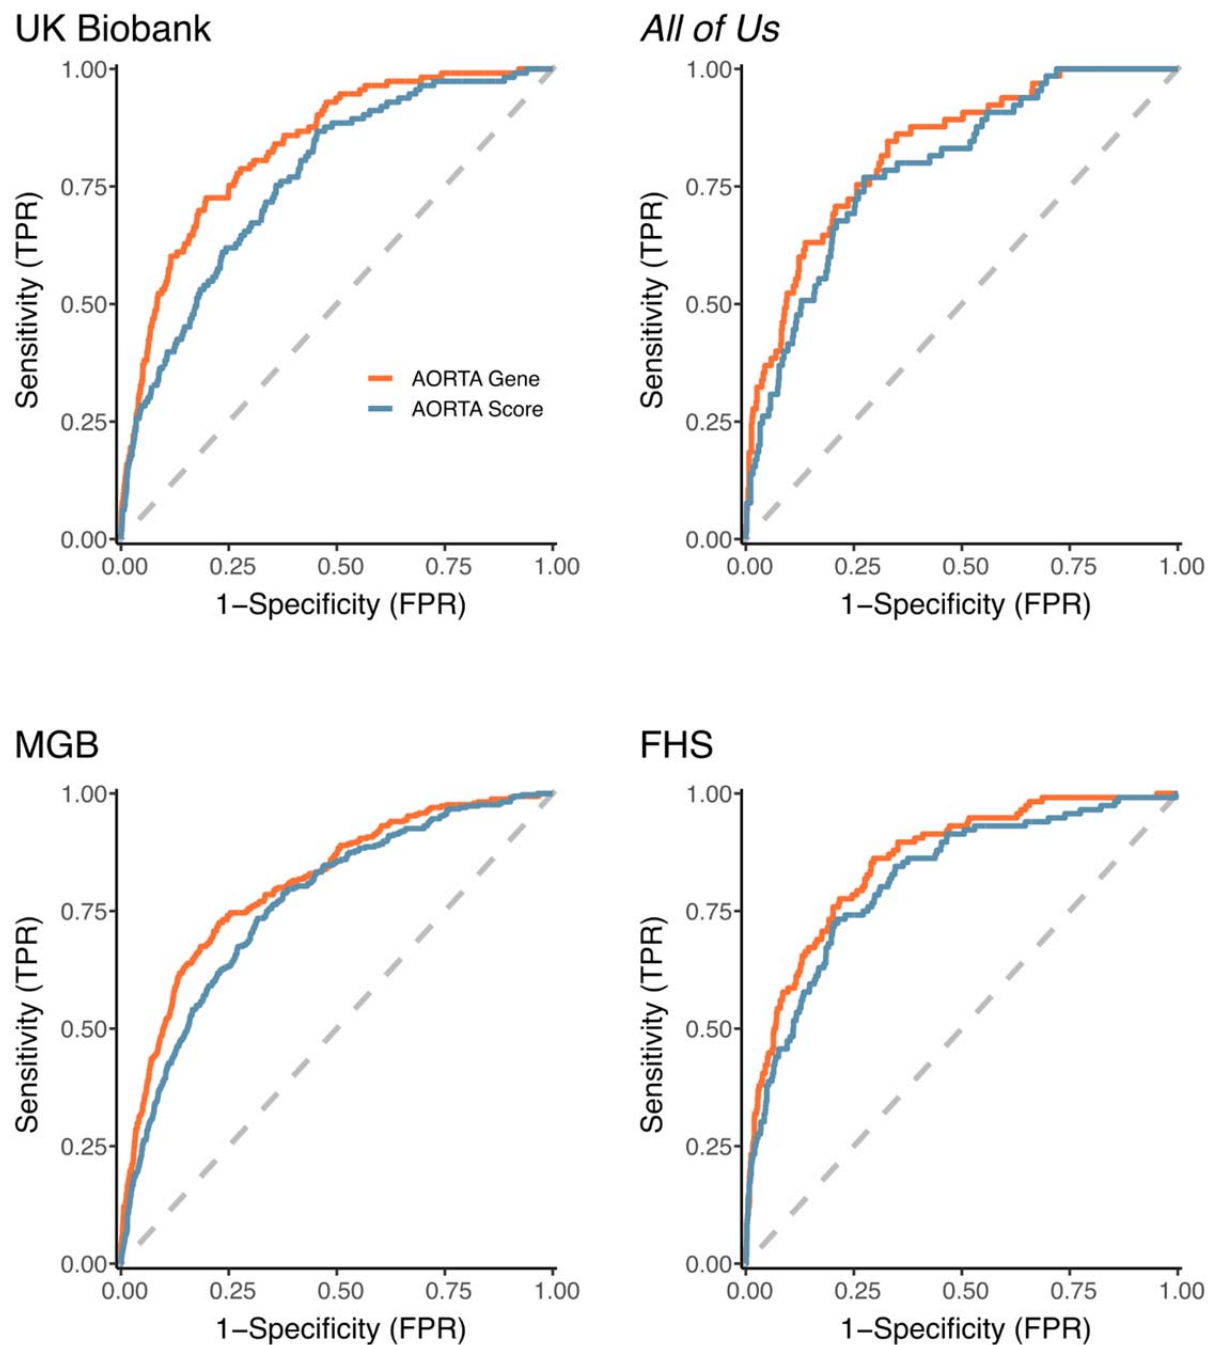 UK Biobank
1.00
0.75
0.50
0.25
0.00
Sensitivity (TPR)
AORTA Gene
AORTA Score
0.00 0.25 0.50 0.75 1.00
1−Specificity (FPR)
All of Us
1.00
0.75
0.50
0.25
0.00
Sensitivity (TPR)
0.00 0.25 0.50 0.75 1.00
1−Specificity (FPR)
MGB
1.00
0.75
0.50
0.25
0.00
Sensitivity (TPR)
0.00 0.25 0.50 0.75 1.00
1−Specificity (FPR)
FHS
1.00
0.75
0.50
0.25
0.00
Sensitivity (TPR)
0.00 0.25 0.50 0.75 1.00
1−Specificity (FPR)